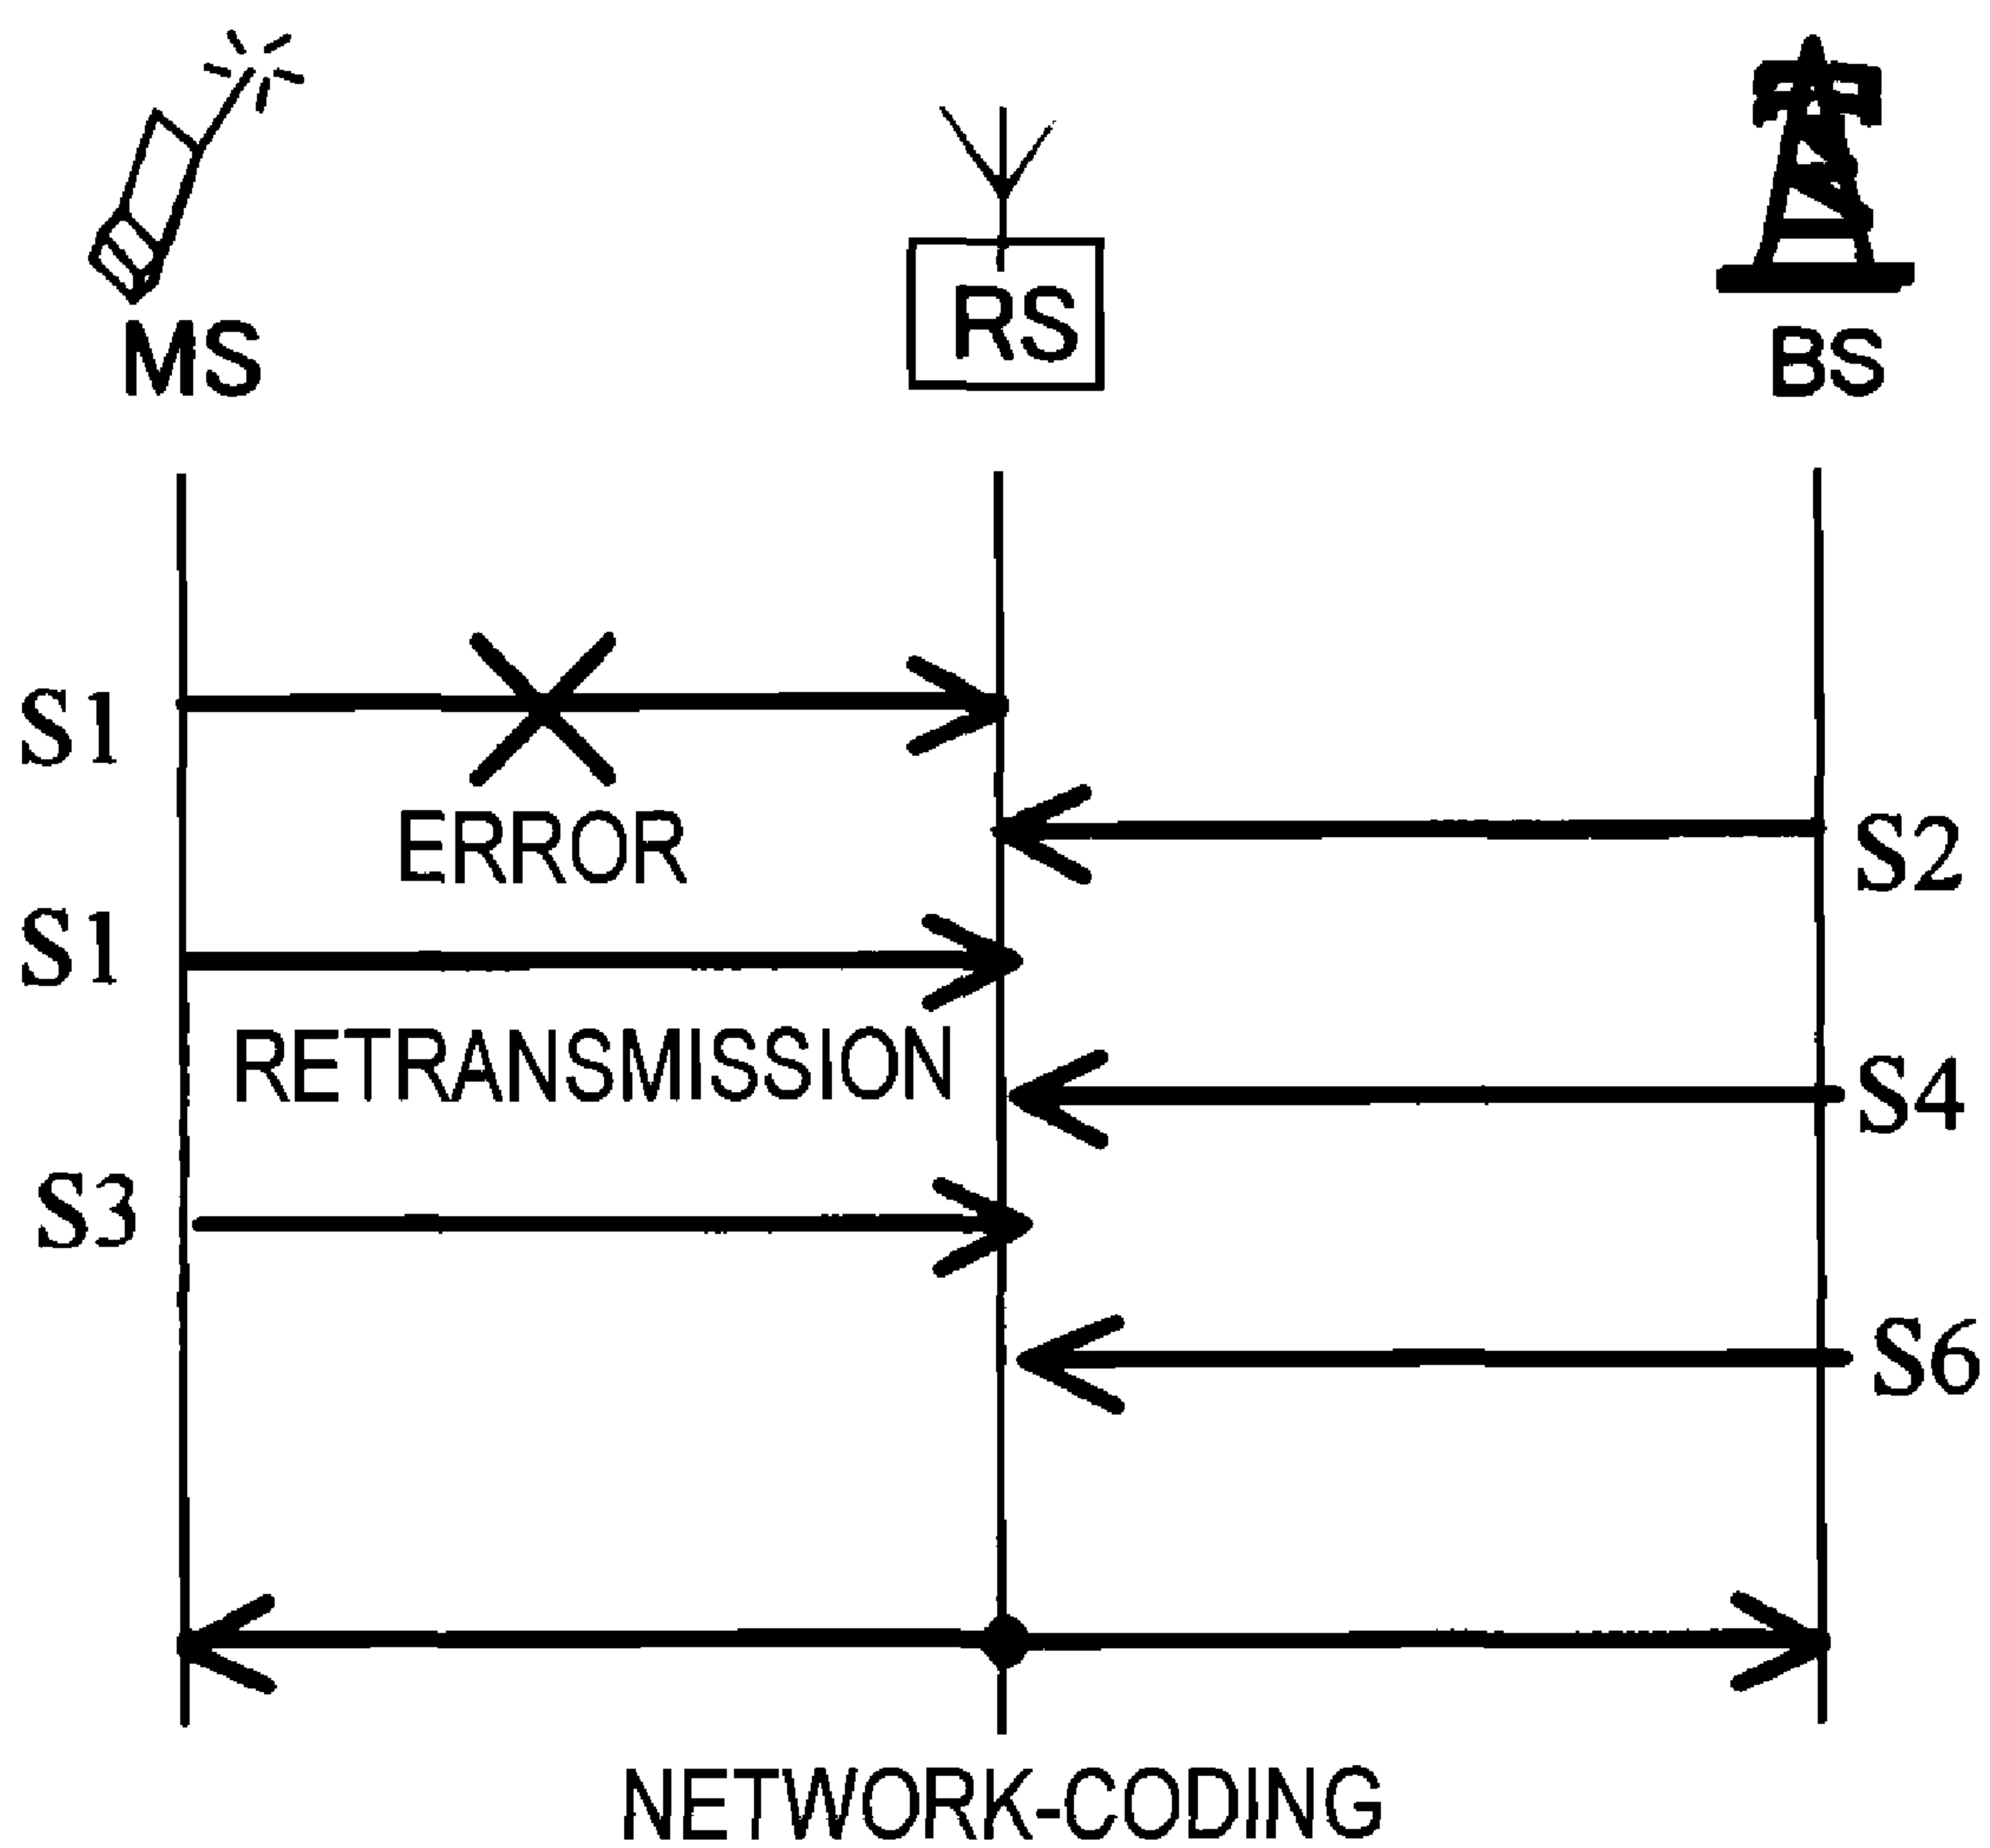 MS
RS
BS
S1
ERROR
S2
S1
RETRANSMISSION
S4
S3
S6
NETWORK-CODING